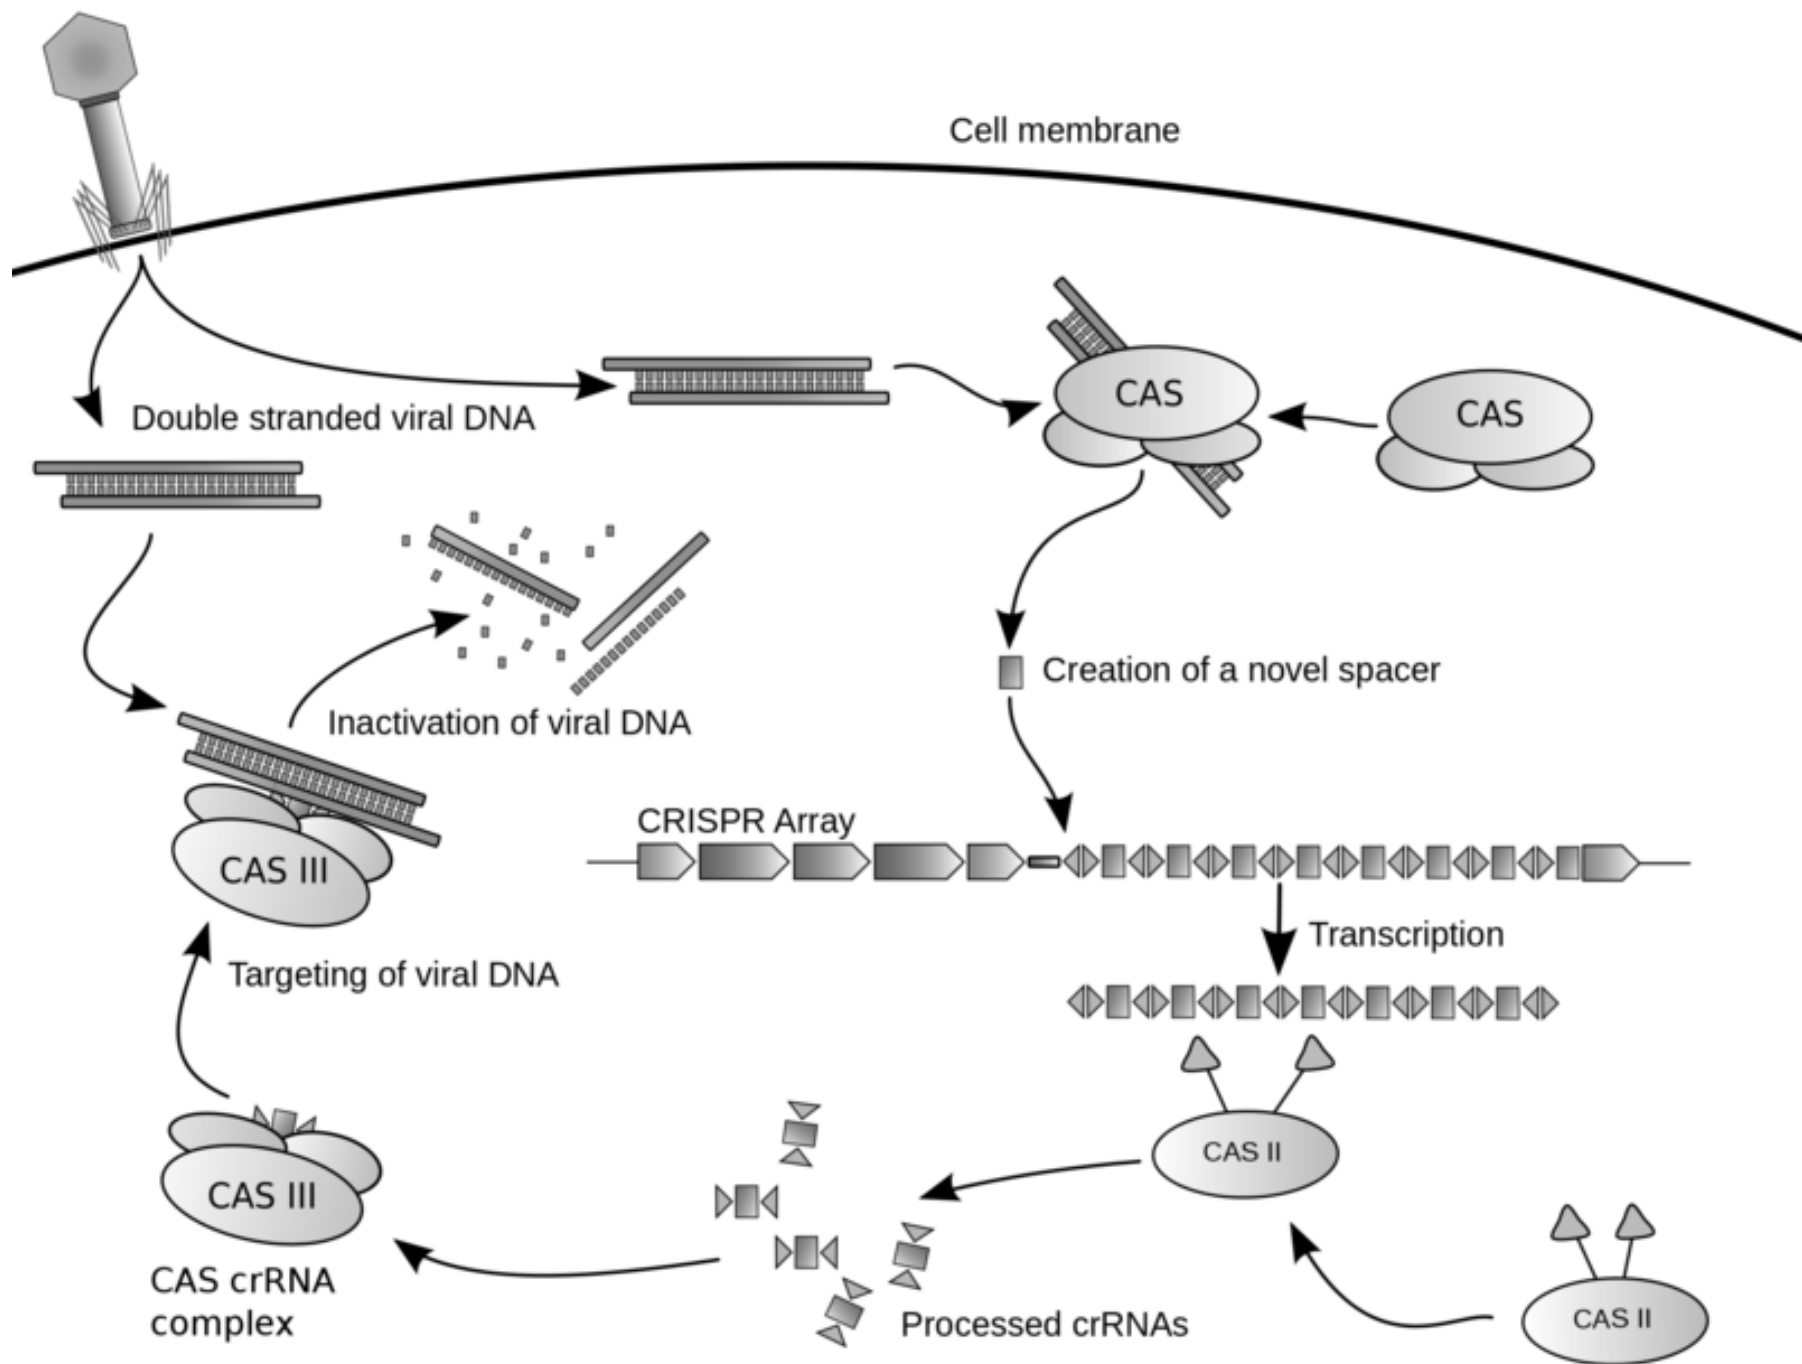 Cell membrane
CAS
CAS
Double stranded viral DNA
Creation of a novel spacer
Inactivation of viral DNA
CRISPR Array
CAS III
Transcription
Targeting of viral DNA
CAS II
CAS III
CAS crRNA
complex
Processed crRNAs
CAS II